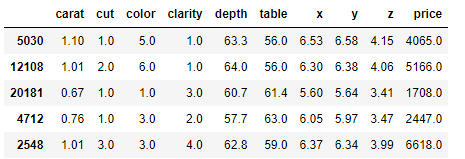 carat cut color clarity depth table x y z price
5030 1.10 1.0 5.0 1.0 63.3 56.0 6.53 6.58 4.15 4065.0
12108 1.01 2.0 6.0 1.0 64.0 56.0 6.30 6.38 4.06 5166.0
20181 0.67 1.0 1.0 3.0 60.7 61.4 5.60 5.64 3.41 1708.0
4712 0.76 1.0 3.0 2.0 57.7 63.0 6.05 5.97 3.47 2447.0
2548 1.01 3.0 3.0 4.0 62.8 59.0 6.37 6.34 3.99 6618.0